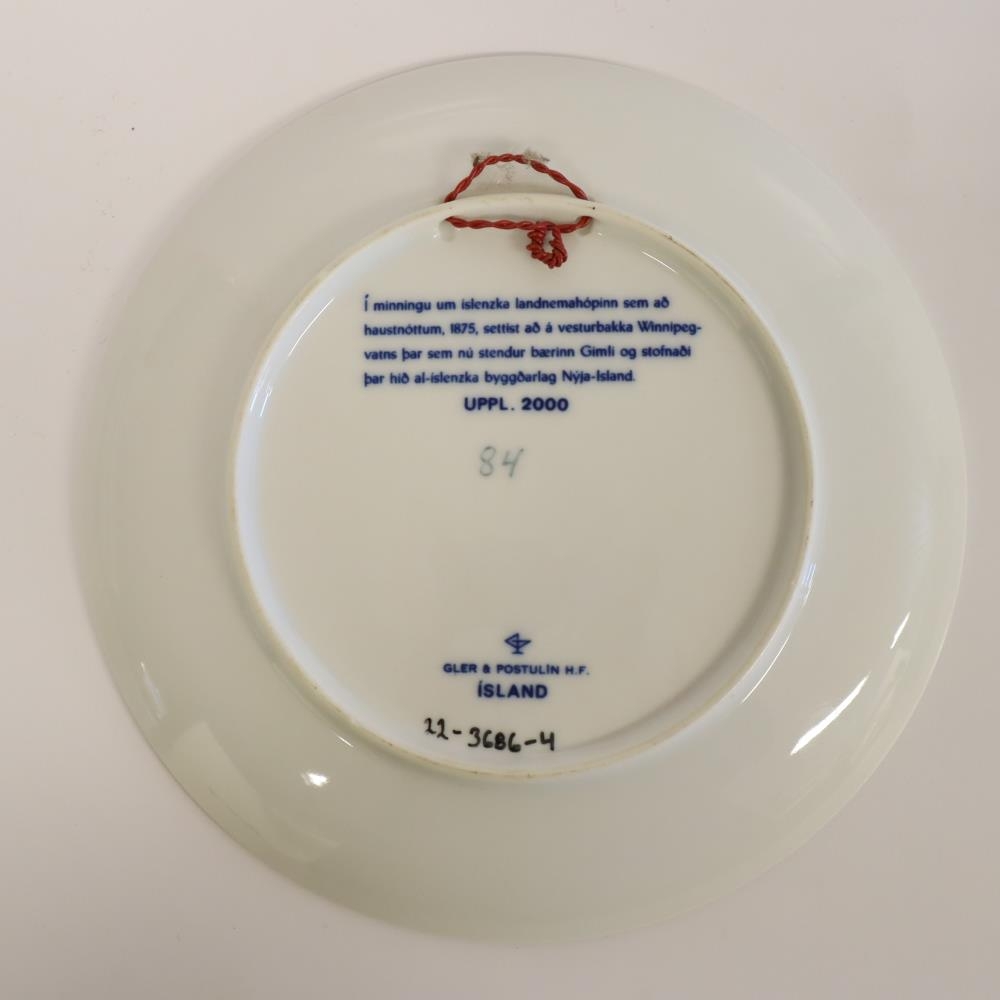 Í minningu um íslenzka landnemahópinn sem að
haustnóttum, 1875, settist að á vesturbakka Winnipeg-
vatns þar sem nú stendur bærinn Gimli og stofnaði
þar hið al-íslenzka byggðarlag Nýja-Ísland.
UPPL. 2000
84
GLER & POSTULÍN H.F.
ÍSLAND
22-3686-4